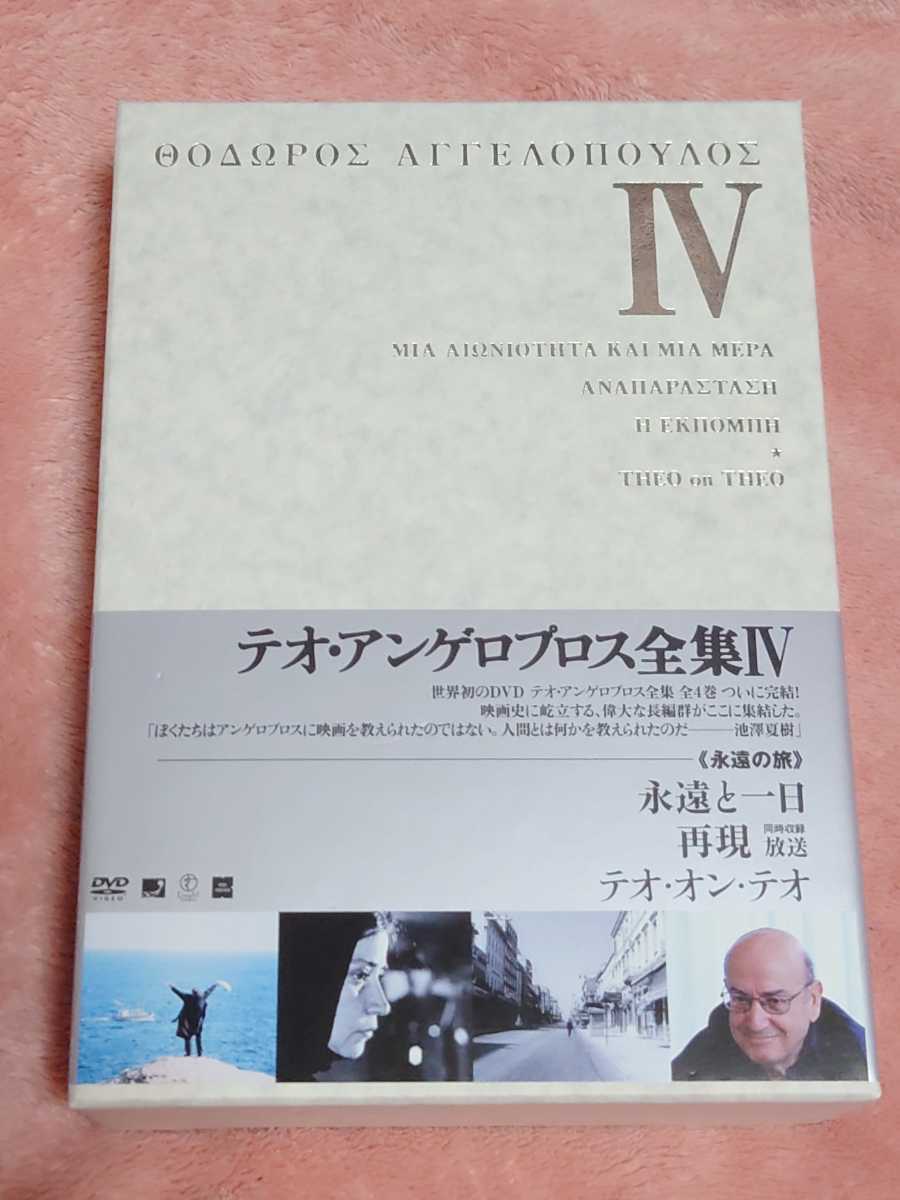 ΘΟΔΩΡΟΣ ΑΓΓΕΛΟΠΟΥΛΟΣ
IV
ΜΙΑ ΑΙΩΝΙΟΤΗΤΑ ΚΑΙ ΜΙΑ ΜΕΡΑ
ΑΝΑΠΑΡΑΣΤΑΣΗ
Η ΕΚΠΟΜΠΗ
★
THEO on THEO
テオ・アンゲロプロス全集Ⅳ
世界初のDVD テオ・アンゲロプロス全集 全4巻 ついに完結!
映画史に屹立する、偉大な長編群がここに集結した。
「ぼくたちはアンゲロプロスに映画を教えられたのではない。人間とは何かを教えられたのだ———池澤夏樹」
《永遠の旅》
永遠と一日
再現 同時収録 放送
テオ・オン・テオ
DVD
VIDEO